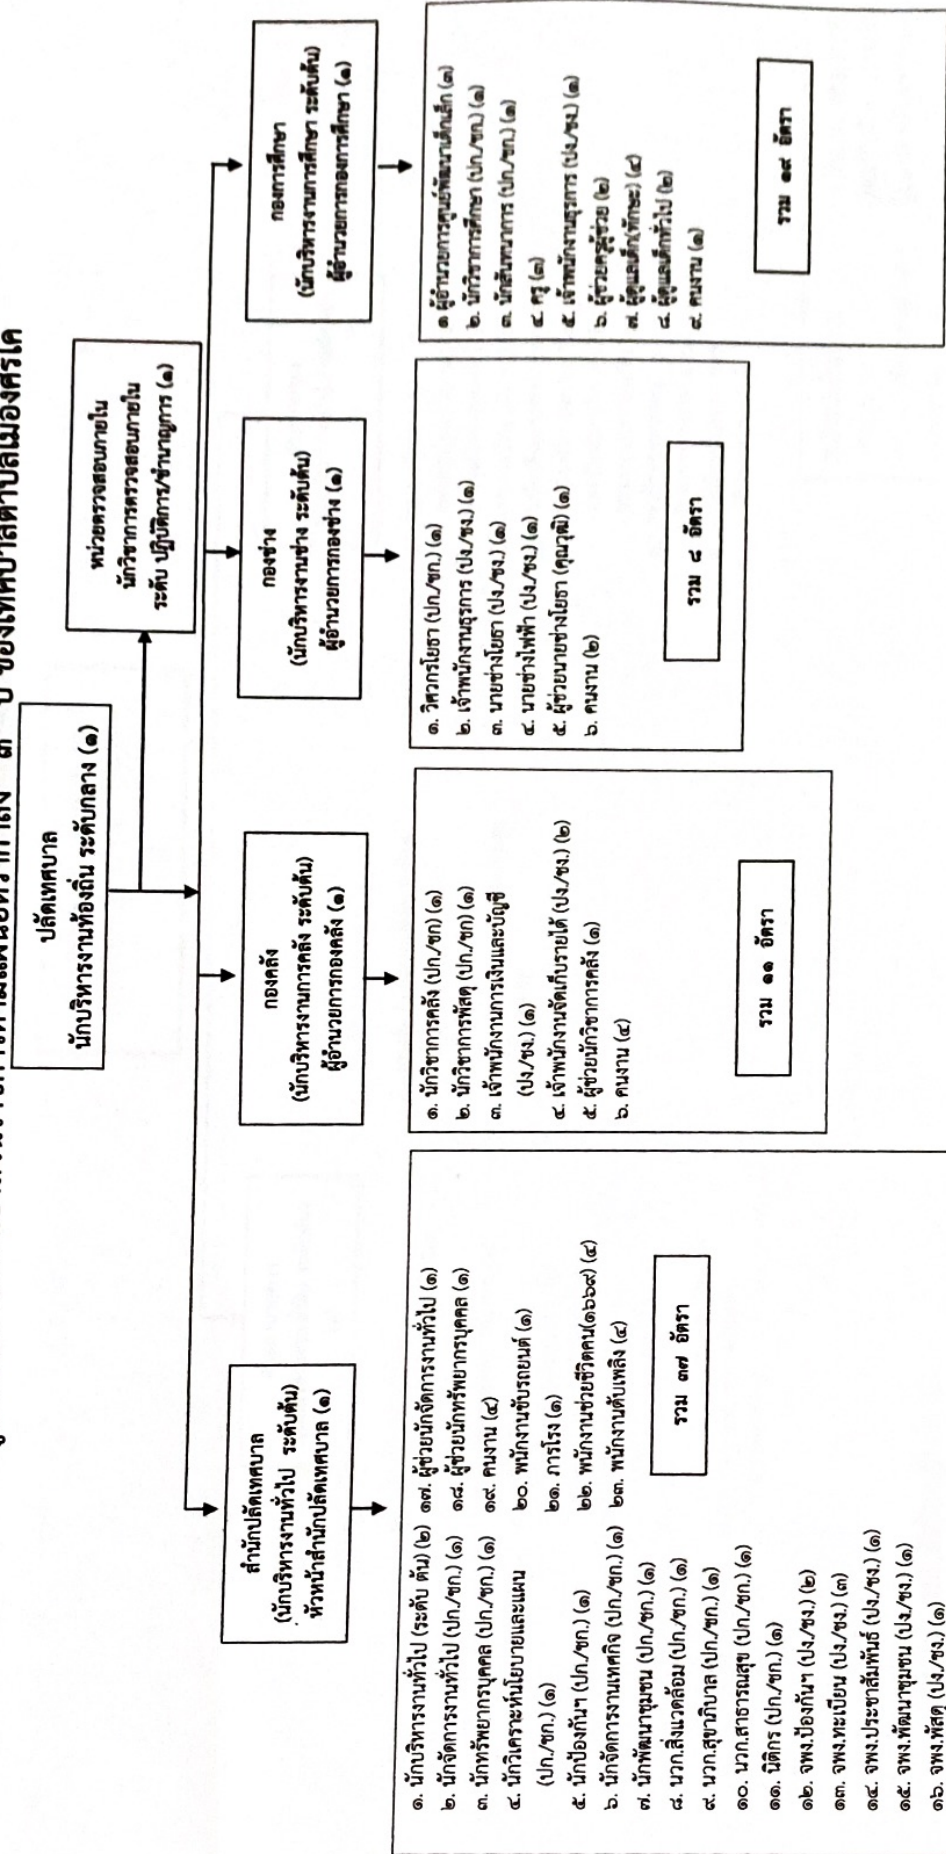 ปี ของเทศบาลตำบลเมืองศรีไค
ปลัดเทศบาล
นักบริหารงานท้องถิ่น ระดับกลาง (๑)
หน่วยตรวจสอบภายใน
นักวิชาการตรวจสอบภายใน
ระดับ ปฏิบัติการ/ชำนาญการ (๑)
สำนักปลัดเทศบาล
(นักบริหารงานทั่วไป ระดับต้น)
หัวหน้าสำนักปลัดเทศบาล (๑)
กองคลัง
(นักบริหารงานการคลัง ระดับต้น)
ผู้อำนวยการกองคลัง (๑)
กองช่าง
(นักบริหารงานช่าง ระดับต้น)
ผู้อำนวยการกองช่าง (๑)
กองการศึกษา
(นักบริหารงานการศึกษา ระดับต้น)
ผู้อำนวยการกองการศึกษา (๑)
๑. นักบริหารงานทั่วไป (ระดับ ต้น) (๒)
๒. นักจัดการงานทั่วไป (ปก./ชก.) (๑)
๓. นักทรัพยากรบุคคล (ปก./ชก.) (๑)
๔. นักวิเคราะห์นโยบายและแผน
(ปก./ชก.) (๑)
๕. นักป้องกันฯ (ปก./ชก.) (๑)
๖. นักจัดการงานเทศกิจ (ปก./ชก.) (๑)
๗. นักพัฒนาชุมชน (ปก./ชก.) (๑)
๘. นวก.สิ่งแวดล้อม (ปก./ชก.) (๑)
๙. นวก.สุขาภิบาล (ปก./ชก.) (๑)
๑๐. นวก.สาธารณสุข (ปก./ชก.) (๑)
๑๑. นิติกร (ปก./ชก.) (๑)
๑๒. จพง.ป้องกันฯ (ปง./ชง.) (๒)
๑๓. จพง.ทะเบียน (ปง./ชง.) (๓)
๑๔. จพง.ประชาสัมพันธ์ (ปง./ชง.) (๑)
๑๕. จพง.พัฒนาชุมชน (ปง./ชง.) (๑)
๑๖. จพง.พัสดุ (ปง./ชง.) (๑)
๑๗. ผู้ช่วยนักจัดการงานทั่วไป (๑)
๑๘. ผู้ช่วยนักทรัพยากรบุคคล (๑)
๑๙. คนงาน (๔)
๒๐. พนักงานขับรถยนต์ (๑)
๒๑. ภารโรง (๑)
๒๒. พนักงานช่วยชีวิตคน(๑๖๖๙) (๔)
๒๓. พนักงานดับเพลิง (๔)
รวม ๓๗ อัตรา
๑. นักวิชาการคลัง (ปก./ชก) (๑)
๒. นักวิชาการพัสดุ (ปก./ชก) (๑)
๓. เจ้าพนักงานการเงินและบัญชี
(ปง./ชง.) (๑)
๔. เจ้าพนักงานจัดเก็บรายได้ (ปง./ชง.) (๒)
๕. ผู้ช่วยนักวิชาการคลัง (๑)
๖. คนงาน (๔)
รวม ๑๑ อัตรา
๑. วิศวกรโยธา (ปก./ชก.) (๑)
๒. เจ้าพนักงานธุรการ (ปง./ชง.) (๑)
๓. นายช่างโยธา (ปง./ชง.) (๑)
๔. นายช่างไฟฟ้า (ปง./ชง.) (๑)
๕. ผู้ช่วยนายช่างโยธา (คุณวุฒิ) (๑)
๖. คนงาน (๒)
รวม ๘ อัตรา
๑ ผู้อำนวยการศูนย์พัฒนาเด็กเล็ก (๓)
๒. นักวิชาการศึกษา (ปก./ชก.) (๑)
๓. นักสันทนาการ (ปก./ชก.) (๑)
๔. ครู (๓)
๕. เจ้าพนักงานธุรการ (ปง./ชง.) (๑)
๖. ผู้ช่วยครูผู้ช่วย (๒)
๗. ผู้ดูแลเด็ก(ทักษะ) (๔)
๘. ผู้ดูแลเด็กทั่วไป (๒)
๙. คนงาน (๑)
รวม ๑๙ อัตรา